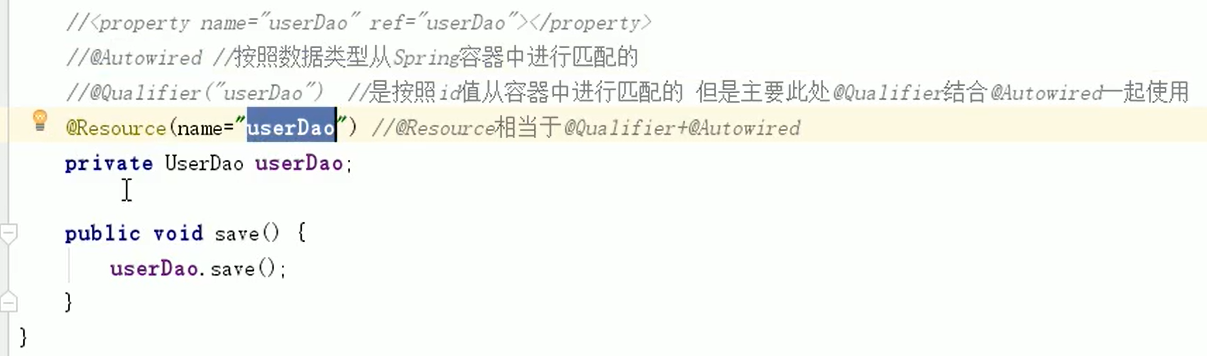 //<property name="userDao" ref="userDao"></property>
//@Autowired //按照数据类型从Spring容器中进行匹配的
//@Qualifier("userDao")  //是按照id值从容器中进行匹配的 但是主要此处@Qualifier结合@Autowired一起使用
@Resource(name="userDao") //@Resource相当于@Qualifier+@Autowired
private UserDao userDao;
public void save() {
userDao.save();
}
}